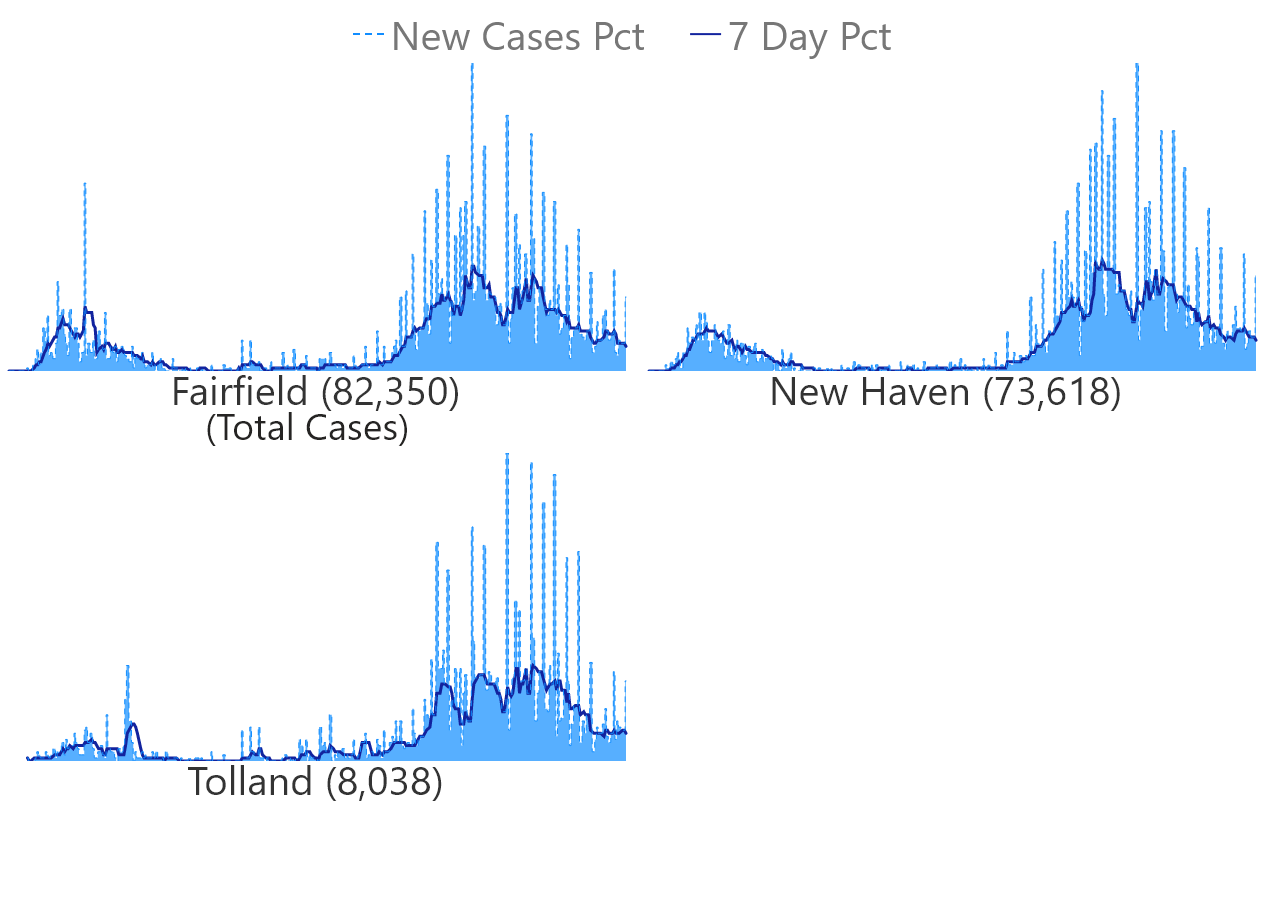 New Cases Pct 7 Day Pct
Fairfield (82,350) New Haven (73,618)
(Total Cases)
Tolland (8,038)